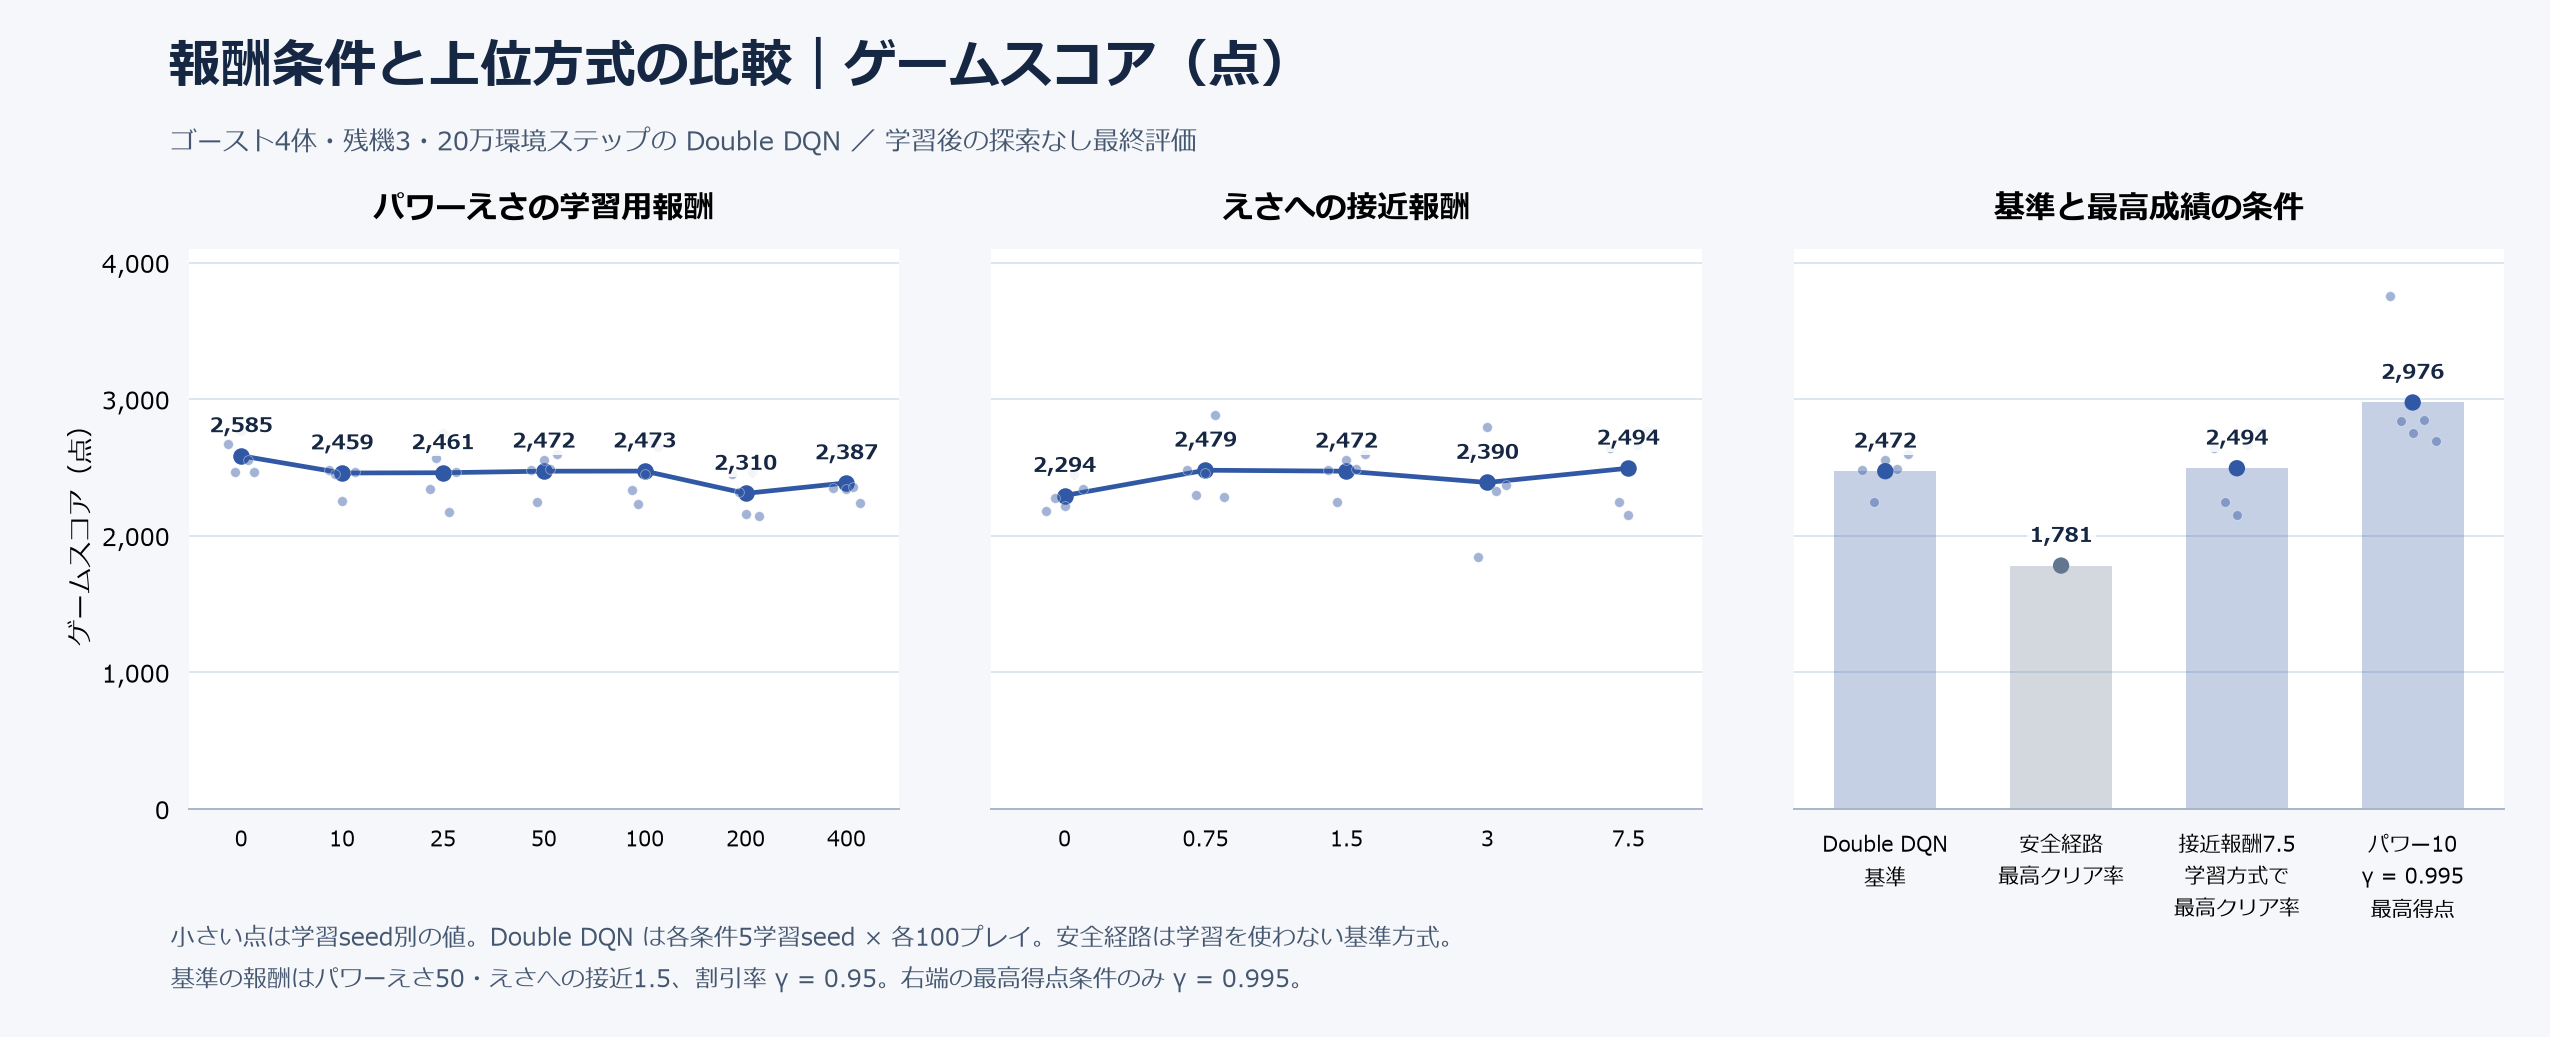 報酬条件と上位方式の比較｜ゲームスコア（点）
ゴースト4体・残機3・20万環境ステップの Double DQN ／ 学習後の探索なし最終評価
パワーえさの学習用報酬
えさへの接近報酬
基準と最高成績の条件
ゲームスコア（点）
4,000
3,000
2,000
1,000
0
2,585
2,459
2,461
2,472
2,473
2,310
2,387
0
10
25
50
100
200
400
2,294
2,479
2,472
2,390
2,494
0
0.75
1.5
3
7.5
2,472
1,781
2,494
2,976
Double DQN
基準
安全経路
最高クリア率
接近報酬7.5
学習方式で
最高クリア率
パワー10
γ = 0.995
最高得点
小さい点は学習seed別の値。Double DQN は各条件5学習seed × 各100プレイ。安全経路は学習を使わない基準方式。
基準の報酬はパワーえさ50・えさへの接近1.5、割引率 γ = 0.95。右端の最高得点条件のみ γ = 0.995。